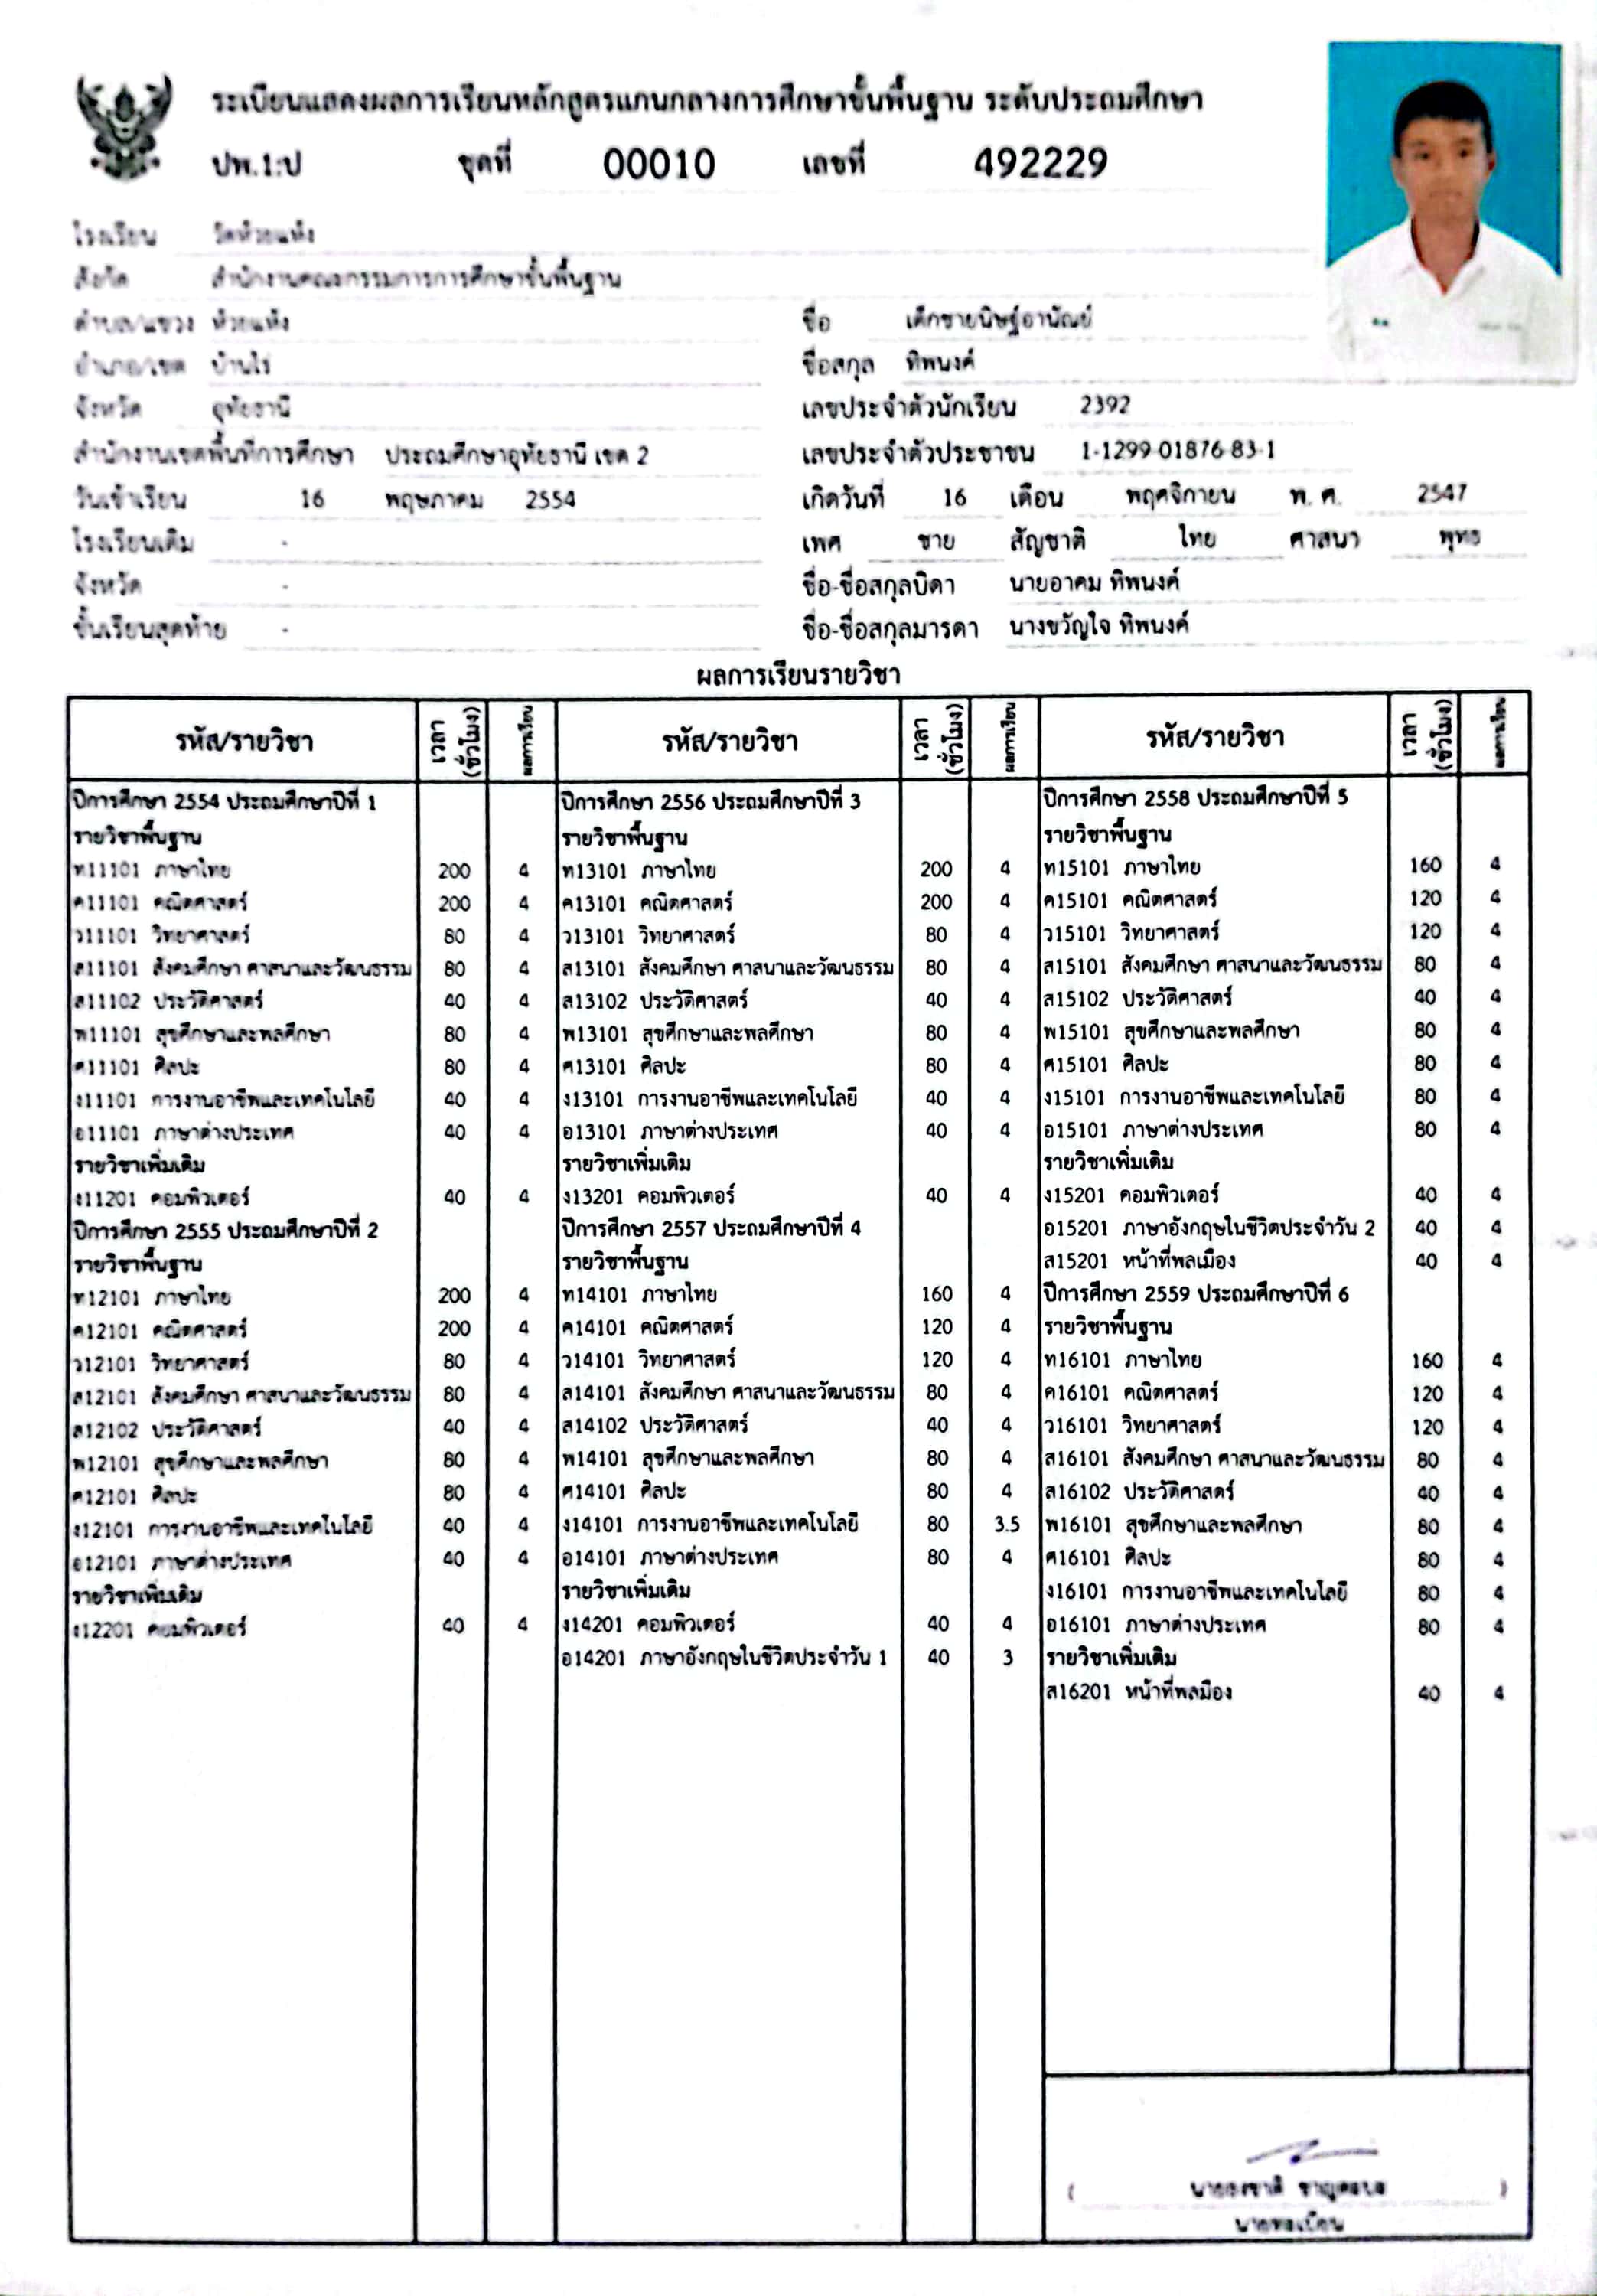 ระเบียนแสดงผลการเรียนหลักสูตรแกนกลางการศึกษาขั้นพื้นฐาน ระดับประถมศึกษา
ปพ.1:ป ชุดที่ 00010 เลขที่ 492229
โรงเรียน วัดห้วยแห้ง
สังกัด สำนักงานคณะกรรมการการศึกษาขั้นพื้นฐาน
ตำบล/แขวง ห้วยแห้ง
อำเภอ/เขต บ้านไร่
จังหวัด อุทัยธานี
สำนักงานเขตพื้นที่การศึกษา ประถมศึกษาอุทัยธานี เขต 2
วันเข้าเรียน 16 พฤษภาคม 2554
โรงเรียนเดิม -
จังหวัด -
ชั้นเรียนสุดท้าย -
ชื่อ เด็กชายนิษฐ์อานัณย์
ชื่อสกุล ทิพนงค์
เลขประจำตัวนักเรียน 2392
เลขประจำตัวประชาชน 1-1299-01876-83-1
เกิดวันที่ 16 เดือน พฤศจิกายน พ. ศ. 2547
เพศ ชาย สัญชาติ ไทย ศาสนา พุทธ
ชื่อ-ชื่อสกุลบิดา นายอาคม ทิพนงค์
ชื่อ-ชื่อสกุลมารดา นางขวัญใจ ทิพนงค์
ผลการเรียนรายวิชา
รหัส/รายวิชา เวลา (ชั่วโมง) ผลการเรียน
ปีการศึกษา 2554 ประถมศึกษาปีที่ 1
รายวิชาพื้นฐาน
ท11101 ภาษาไทย 200 4
ค11101 คณิตศาสตร์ 200 4
ว11101 วิทยาศาสตร์ 80 4
ส11101 สังคมศึกษา ศาสนาและวัฒนธรรม 80 4
ส11102 ประวัติศาสตร์ 40 4
พ11101 สุขศึกษาและพลศึกษา 80 4
ศ11101 ศิลปะ 80 4
ง11101 การงานอาชีพและเทคโนโลยี 40 4
อ11101 ภาษาต่างประเทศ 40 4
รายวิชาเพิ่มเติม
ง11201 คอมพิวเตอร์ 40 4
ปีการศึกษา 2555 ประถมศึกษาปีที่ 2
รายวิชาพื้นฐาน
ท12101 ภาษาไทย 200 4
ค12101 คณิตศาสตร์ 200 4
ว12101 วิทยาศาสตร์ 80 4
ส12101 สังคมศึกษา ศาสนาและวัฒนธรรม 80 4
ส12102 ประวัติศาสตร์ 40 4
พ12101 สุขศึกษาและพลศึกษา 80 4
ศ12101 ศิลปะ 80 4
ง12101 การงานอาชีพและเทคโนโลยี 40 4
อ12101 ภาษาต่างประเทศ 40 4
รายวิชาเพิ่มเติม
ง12201 คอมพิวเตอร์ 40 4
รหัส/รายวิชา เวลา (ชั่วโมง) ผลการเรียน
ปีการศึกษา 2556 ประถมศึกษาปีที่ 3
รายวิชาพื้นฐาน
ท13101 ภาษาไทย 200 4
ค13101 คณิตศาสตร์ 200 4
ว13101 วิทยาศาสตร์ 80 4
ส13101 สังคมศึกษา ศาสนาและวัฒนธรรม 80 4
ส13102 ประวัติศาสตร์ 40 4
พ13101 สุขศึกษาและพลศึกษา 80 4
ศ13101 ศิลปะ 80 4
ง13101 การงานอาชีพและเทคโนโลยี 40 4
อ13101 ภาษาต่างประเทศ 40 4
รายวิชาเพิ่มเติม
ง13201 คอมพิวเตอร์ 40 4
ปีการศึกษา 2557 ประถมศึกษาปีที่ 4
รายวิชาพื้นฐาน
ท14101 ภาษาไทย 160 4
ค14101 คณิตศาสตร์ 120 4
ว14101 วิทยาศาสตร์ 120 4
ส14101 สังคมศึกษา ศาสนาและวัฒนธรรม 80 4
ส14102 ประวัติศาสตร์ 40 4
พ14101 สุขศึกษาและพลศึกษา 80 4
ศ14101 ศิลปะ 80 4
ง14101 การงานอาชีพและเทคโนโลยี 80 3.5
อ14101 ภาษาต่างประเทศ 80 4
รายวิชาเพิ่มเติม
ง14201 คอมพิวเตอร์ 40 4
อ14201 ภาษาอังกฤษในชีวิตประจำวัน 1 40 3
รหัส/รายวิชา เวลา (ชั่วโมง) ผลการเรียน
ปีการศึกษา 2558 ประถมศึกษาปีที่ 5
รายวิชาพื้นฐาน
ท15101 ภาษาไทย 160 4
ค15101 คณิตศาสตร์ 120 4
ว15101 วิทยาศาสตร์ 120 4
ส15101 สังคมศึกษา ศาสนาและวัฒนธรรม 80 4
ส15102 ประวัติศาสตร์ 40 4
พ15101 สุขศึกษาและพลศึกษา 80 4
ศ15101 ศิลปะ 80 4
ง15101 การงานอาชีพและเทคโนโลยี 80 4
อ15101 ภาษาต่างประเทศ 80 4
รายวิชาเพิ่มเติม
ง15201 คอมพิวเตอร์ 40 4
อ15201 ภาษาอังกฤษในชีวิตประจำวัน 2 40 4
ส15201 หน้าที่พลเมือง 40 4
ปีการศึกษา 2559 ประถมศึกษาปีที่ 6
รายวิชาพื้นฐาน
ท16101 ภาษาไทย 160 4
ค16101 คณิตศาสตร์ 120 4
ว16101 วิทยาศาสตร์ 120 4
ส16101 สังคมศึกษา ศาสนาและวัฒนธรรม 80 4
ส16102 ประวัติศาสตร์ 40 4
พ16101 สุขศึกษาและพลศึกษา 80 4
ศ16101 ศิลปะ 80 4
ง16101 การงานอาชีพและเทคโนโลยี 80 4
อ16101 ภาษาต่างประเทศ 80 4
รายวิชาเพิ่มเติม
ส16201 หน้าที่พลมือง 40 4
นายทะเบียน